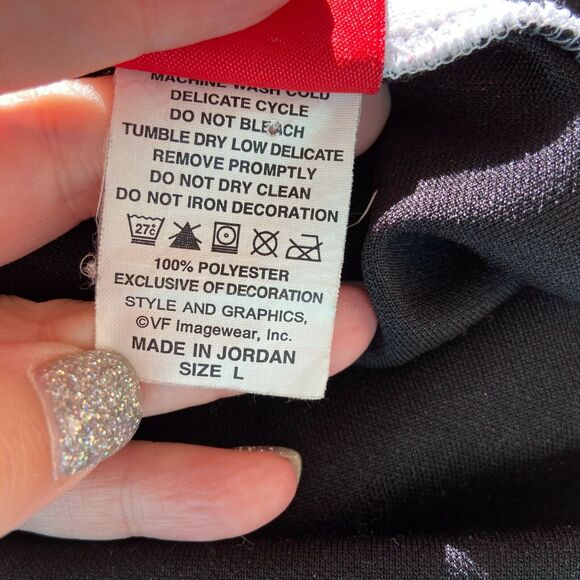 MACHINE WASH COLD
DELICATE CYCLE
DO NOT BLEACH
TUMBLE DRY LOW DELICATE
REMOVE PROMPTLY
DO NOT DRY CLEAN
DO NOT IRON DECORATION
27c
100% POLYESTER
EXCLUSIVE OF DECORATION
STYLE AND GRAPHICS,
©VF Imagewear, Inc.
MADE IN JORDAN
SIZE L